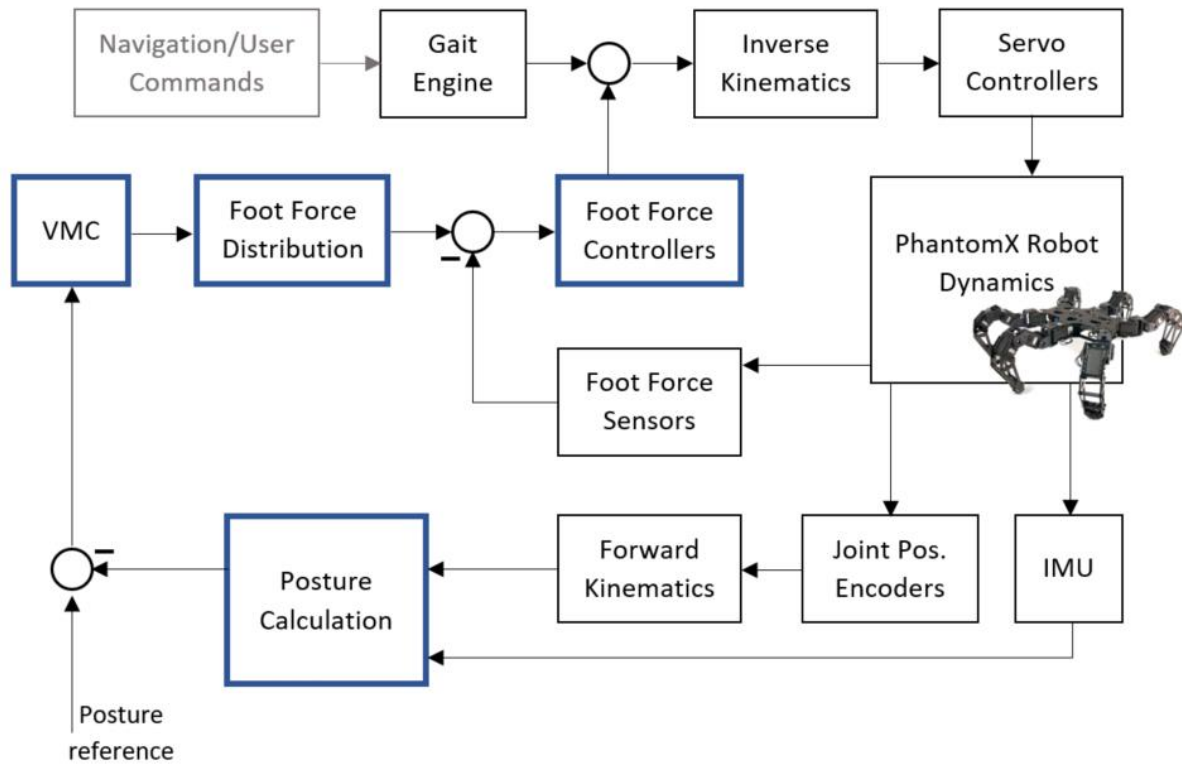 Navigation/User
Commands
Gait
Engine
Inverse
Kinematics
Servo
Controllers
VMC
Foot Force
Distribution
Foot Force
Controllers
PhantomX Robot
Dynamics
Foot Force
Sensors
Posture
Calculation
Forward
Kinematics
Joint Pos.
Encoders
IMU
Posture
reference